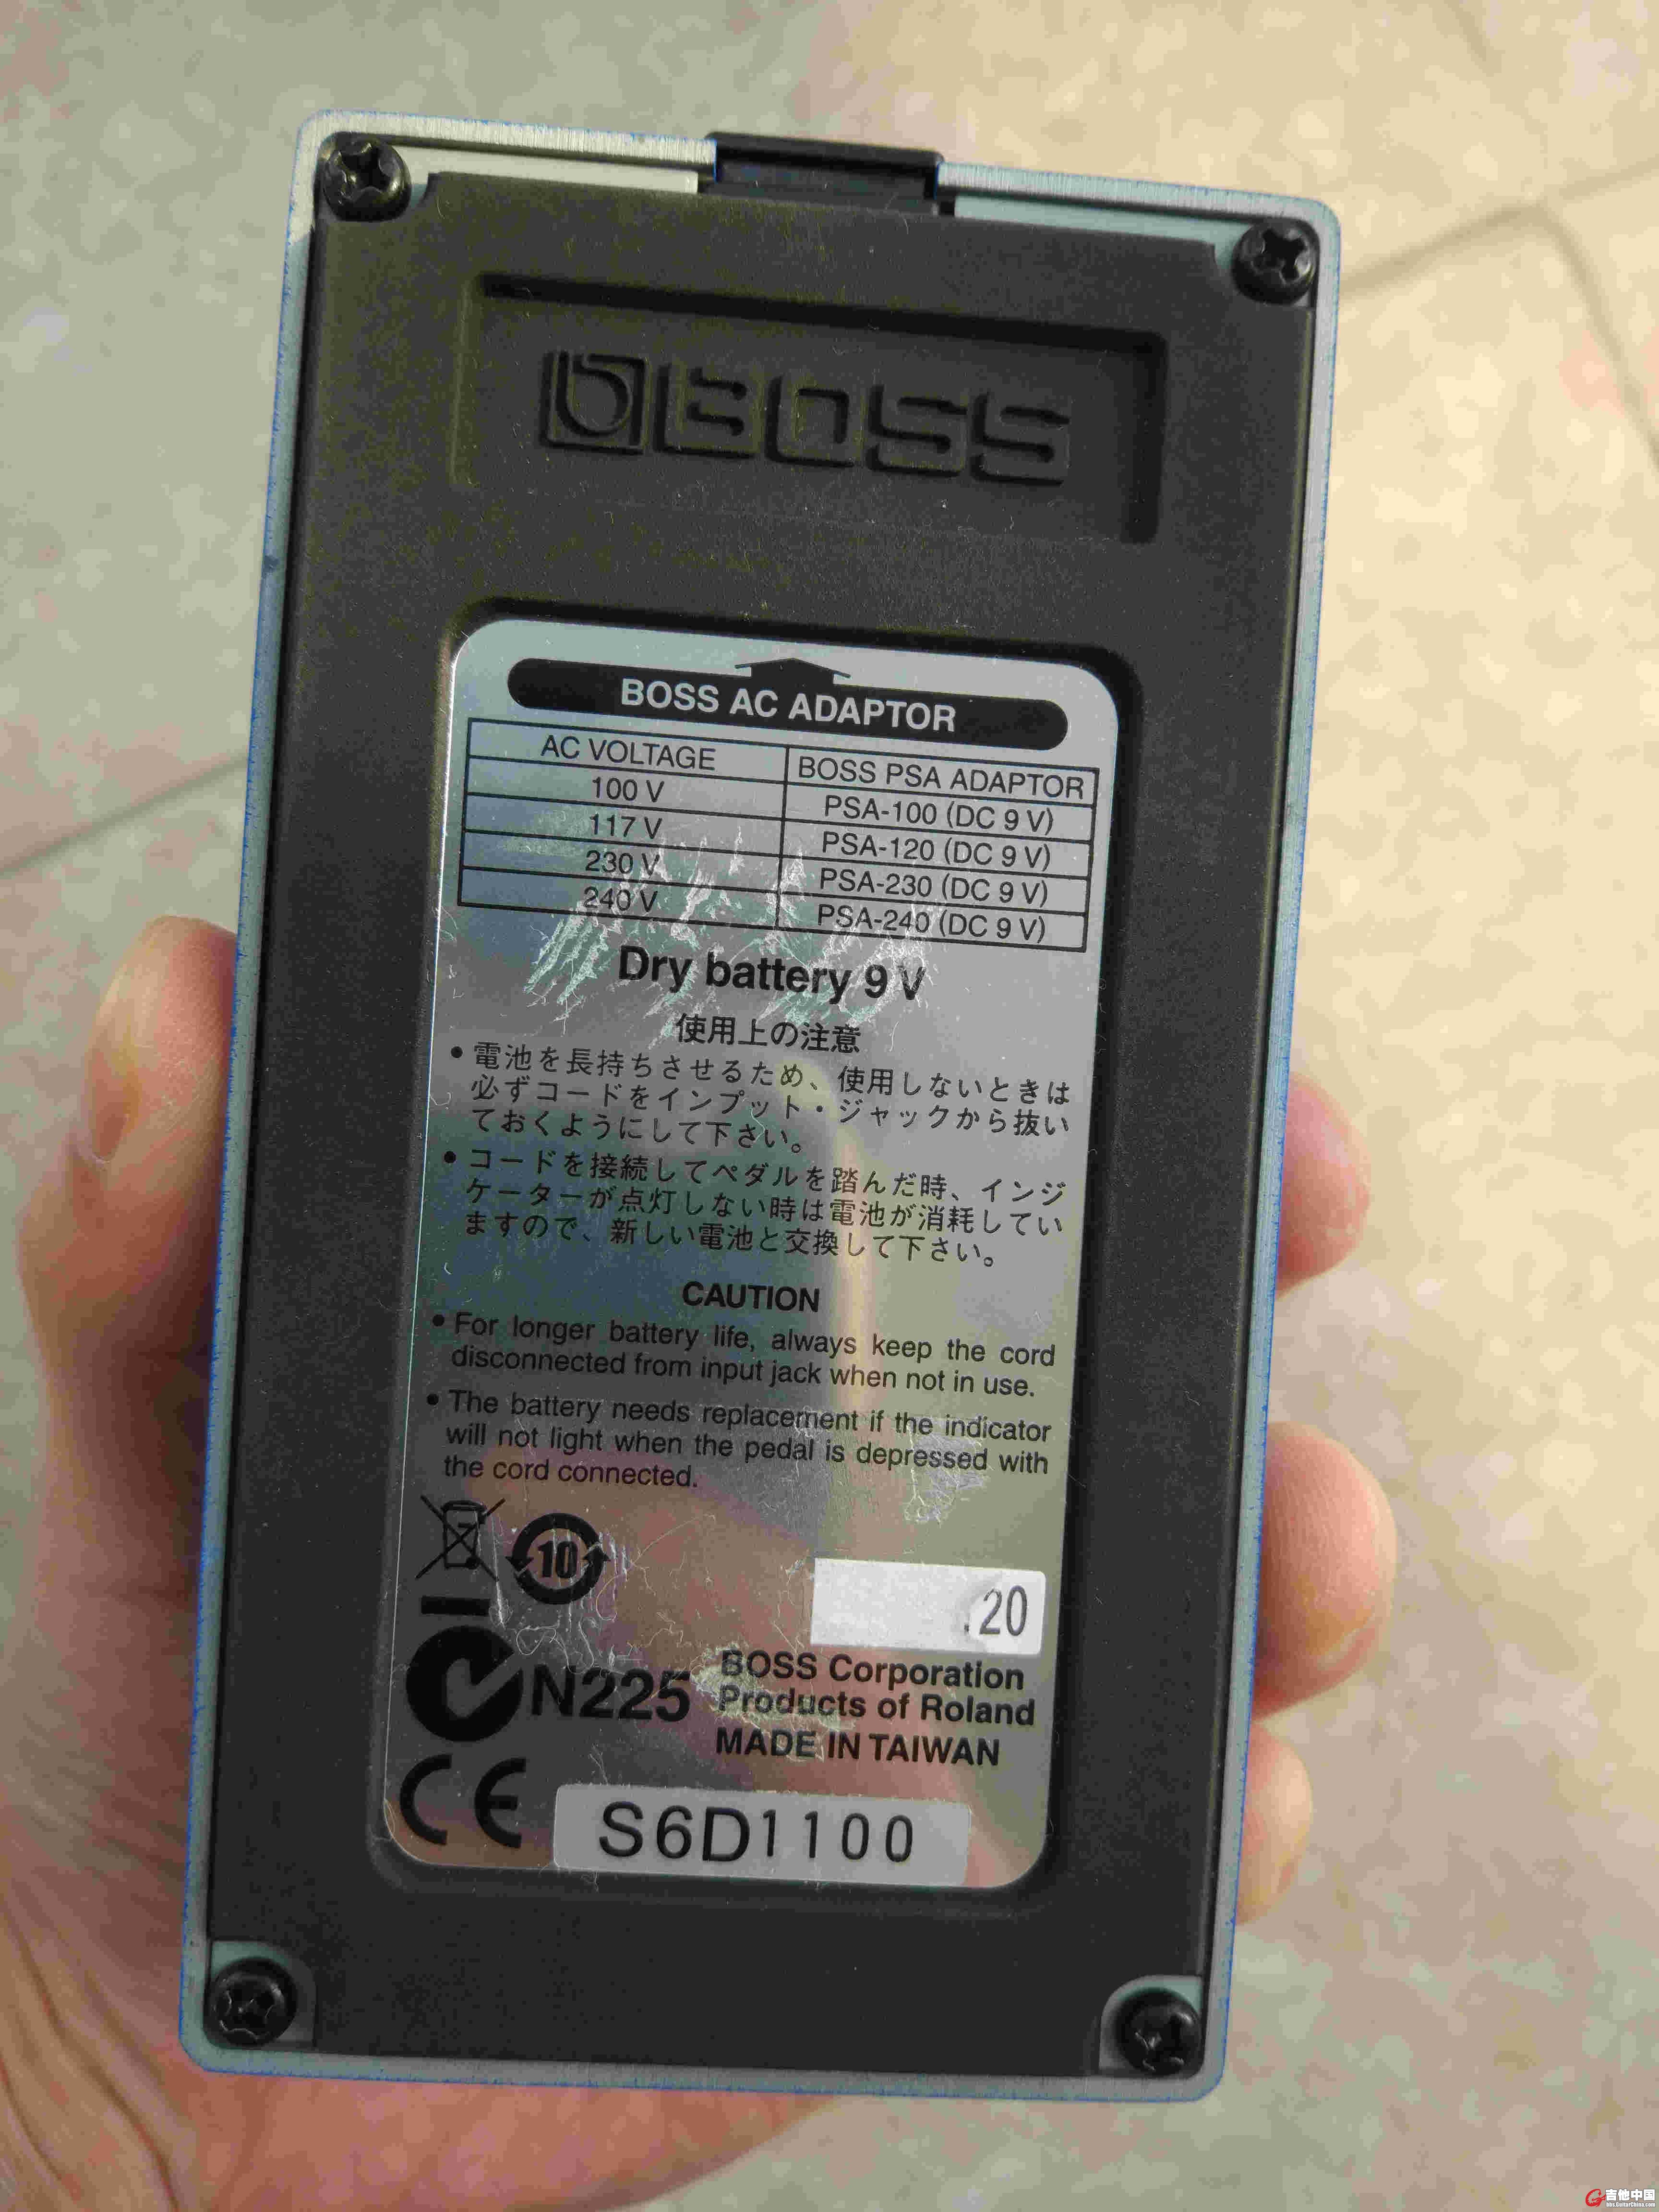 BOSS
BOSS AC ADAPTOR
AC VOLTAGE BOSS PSA ADAPTOR
100 V PSA-100 (DC 9 V)
117 V PSA-120 (DC 9 V)
230 V PSA-230 (DC 9 V)
240 V PSA-240 (DC 9 V)
Dry battery 9 V
使用上の注意
• 電池を長持ちさせるため、使用しないときは
必ずコードをインプット・ジャックから抜い
ておくようにして下さい。
• コードを接続してペダルを踏んだ時、インジ
ケーターが点灯しない時は電池が消耗してい
ますので、新しい電池と交換して下さい。
CAUTION
• For longer battery life, always keep the cord
disconnected from input jack when not in use.
• The battery needs replacement if the indicator
will not light when the pedal is depressed with
the cord connected.
10
.20
N225
BOSS Corporation
Products of Roland
MADE IN TAIWAN
CE
S6D1100
吉他中国
bbs.GuitarChina.com